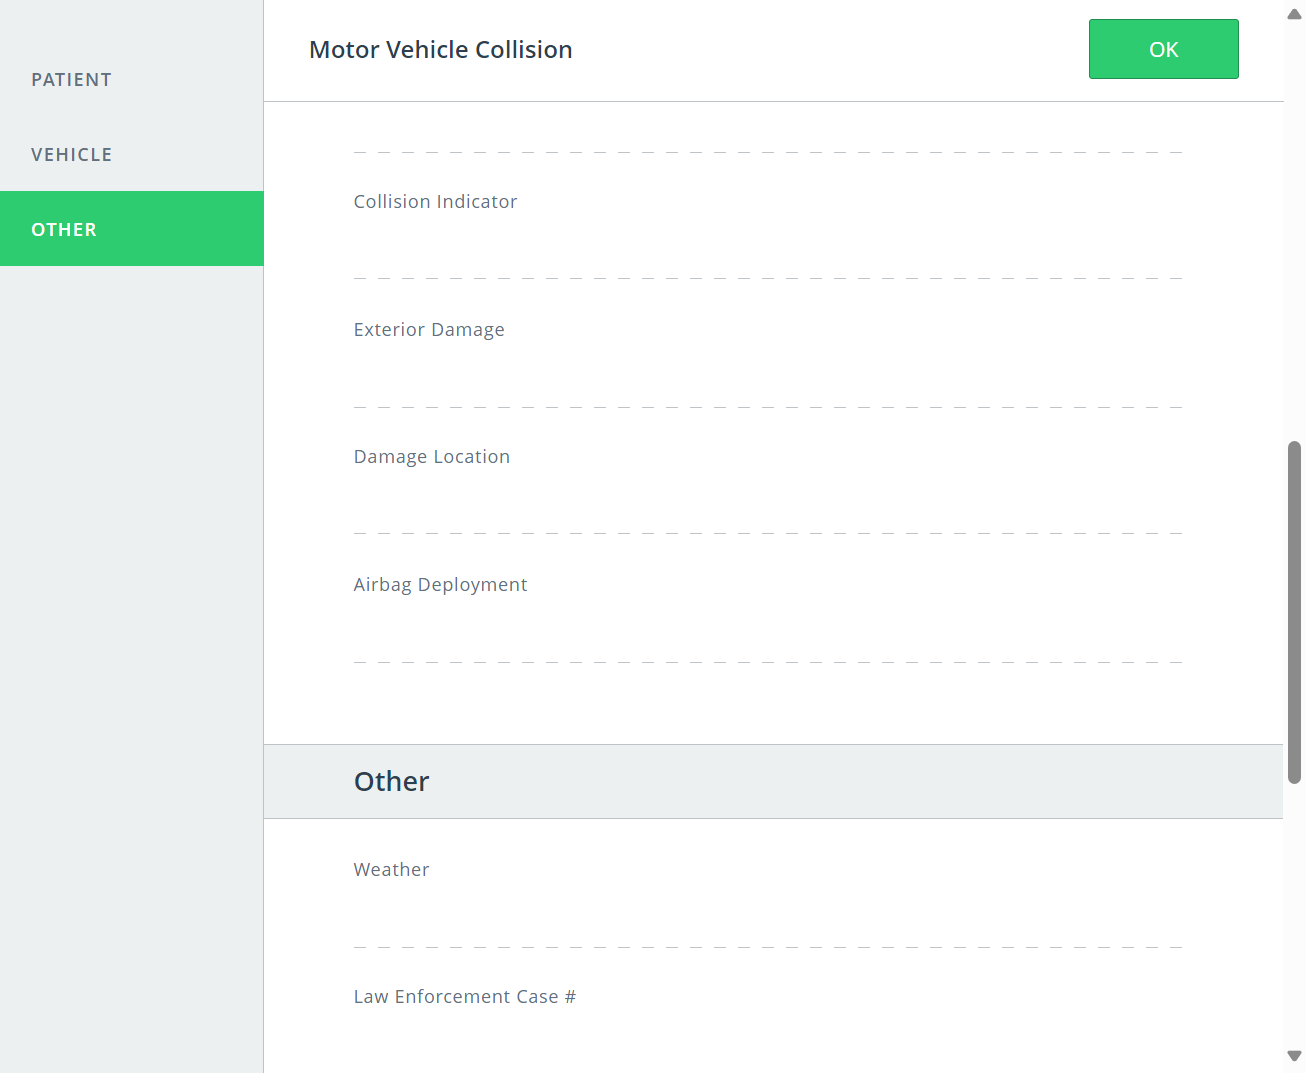 PATIENT
VEHICLE
OTHER
Motor Vehicle Collision
OK
Collision Indicator
Exterior Damage
Damage Location
Airbag Deployment
Other
Weather
Law Enforcement Case #